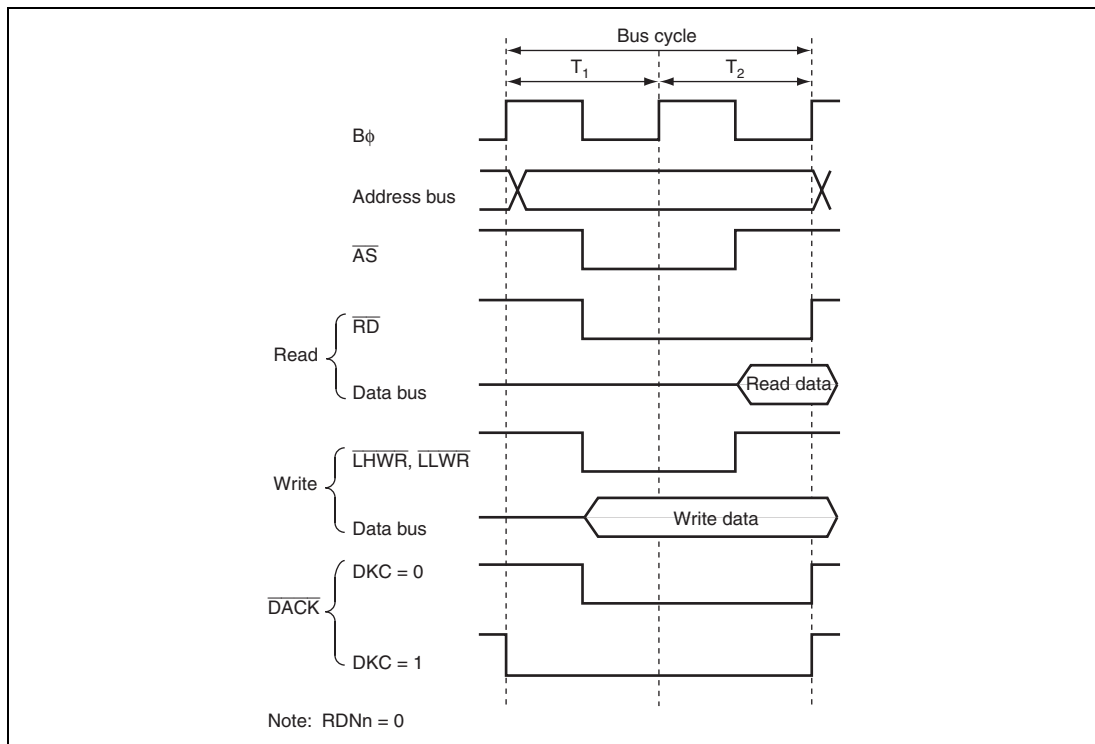 Bus cycle
T1 T2
Bφ
Address bus
AS
RD
Read
Data bus
Read data
LHWR, LLWR
Write
Data bus
Write data
DKC = 0
DACK
DKC = 1
Note: RDNn = 0